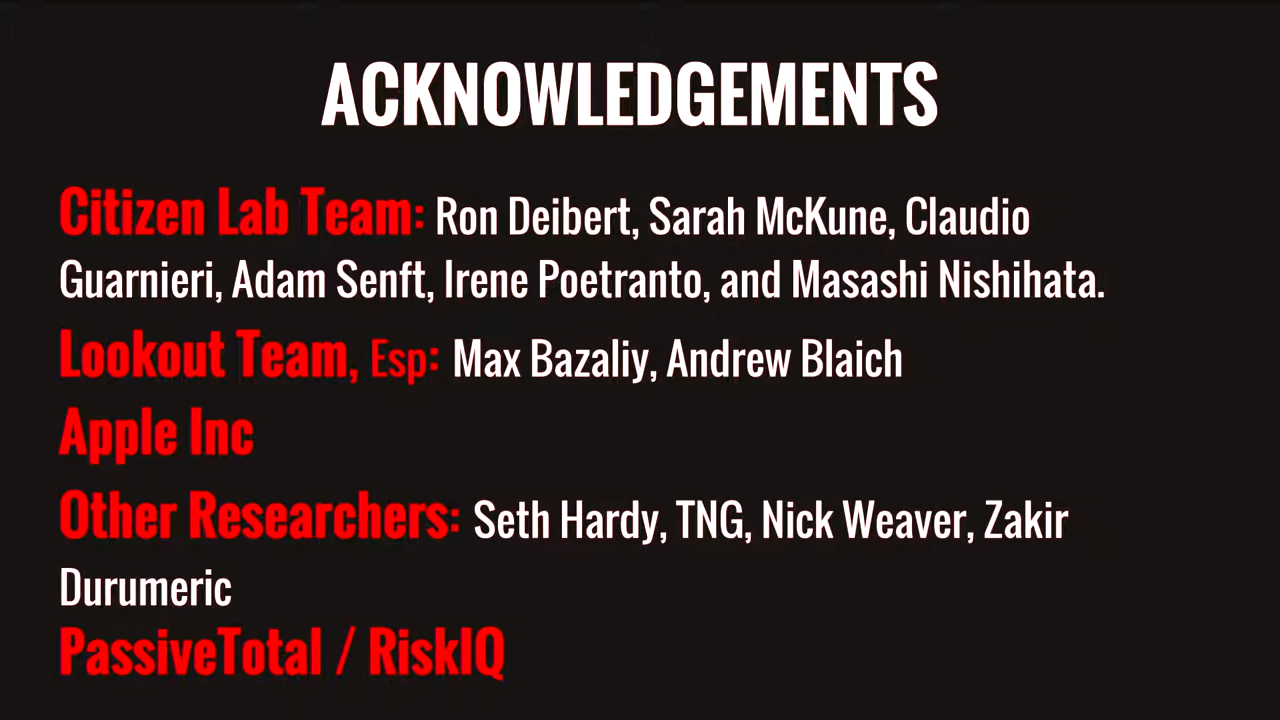 ACKNOWLEDGEMENTS
Citizen Lab Team: Ron Deibert, Sarah McKune, Claudio
Guarnieri, Adam Senft, Irene Poetranto, and Masashi Nishihata.
Lookout Team, Esp: Max Bazaliy, Andrew Blaich
Apple Inc
Other Researchers: Seth Hardy, TNG, Nick Weaver, Zakir
Durumeric
PassiveTotal / RiskIQ